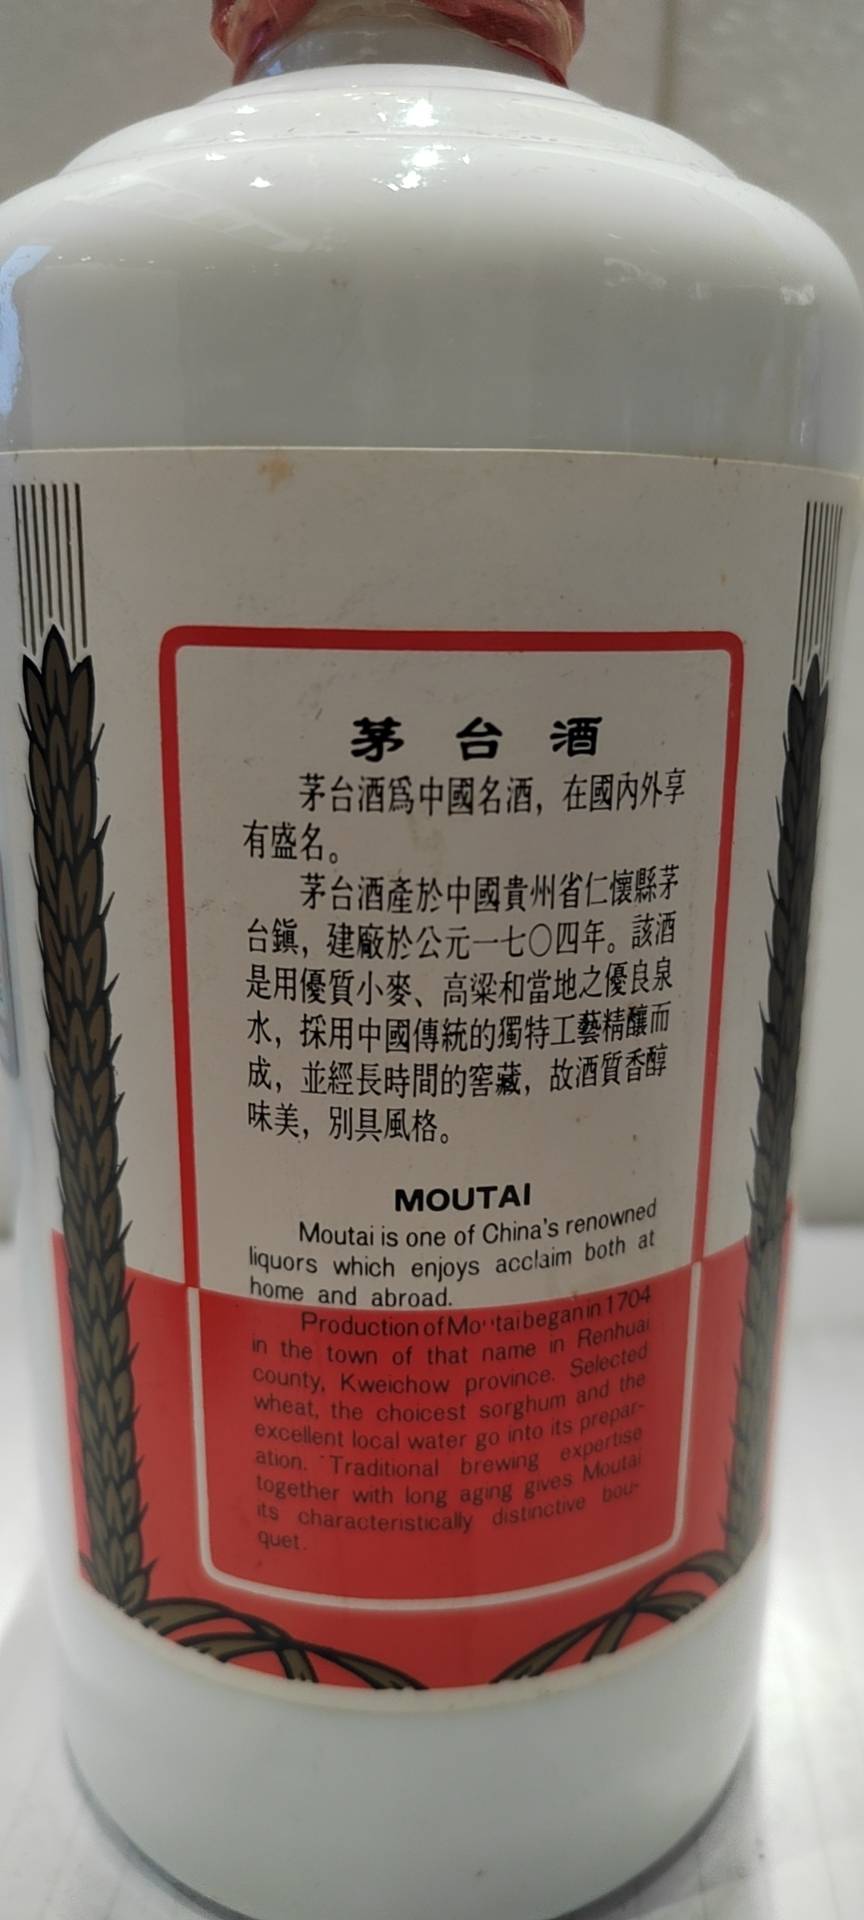 茅台酒
茅台酒爲中國名酒，在國內外享
有盛名。
茅台酒產於中國貴州省仁懷縣茅
台鎭，建廠於公元一七〇四年。該酒
是用優質小麥、高粱和當地之優良泉
水，採用中國傳統的獨特工藝精釀而
成，並經長時間的窖藏，故酒質香醇
味美，別具風格。
MOUTAI
Moutai is one of China's renowned
liquors which enjoys acclaim both at
home and abroad.
Production of Moutai began in 1704
in the town of that name in Renhuai
county, Kweichow province. Selected
wheat, the choicest sorghum and the
excellent local water go into its prepar-
ation. Traditional brewing expertise
together with long aging gives Moutai
its characteristically distinctive bou-
quet.